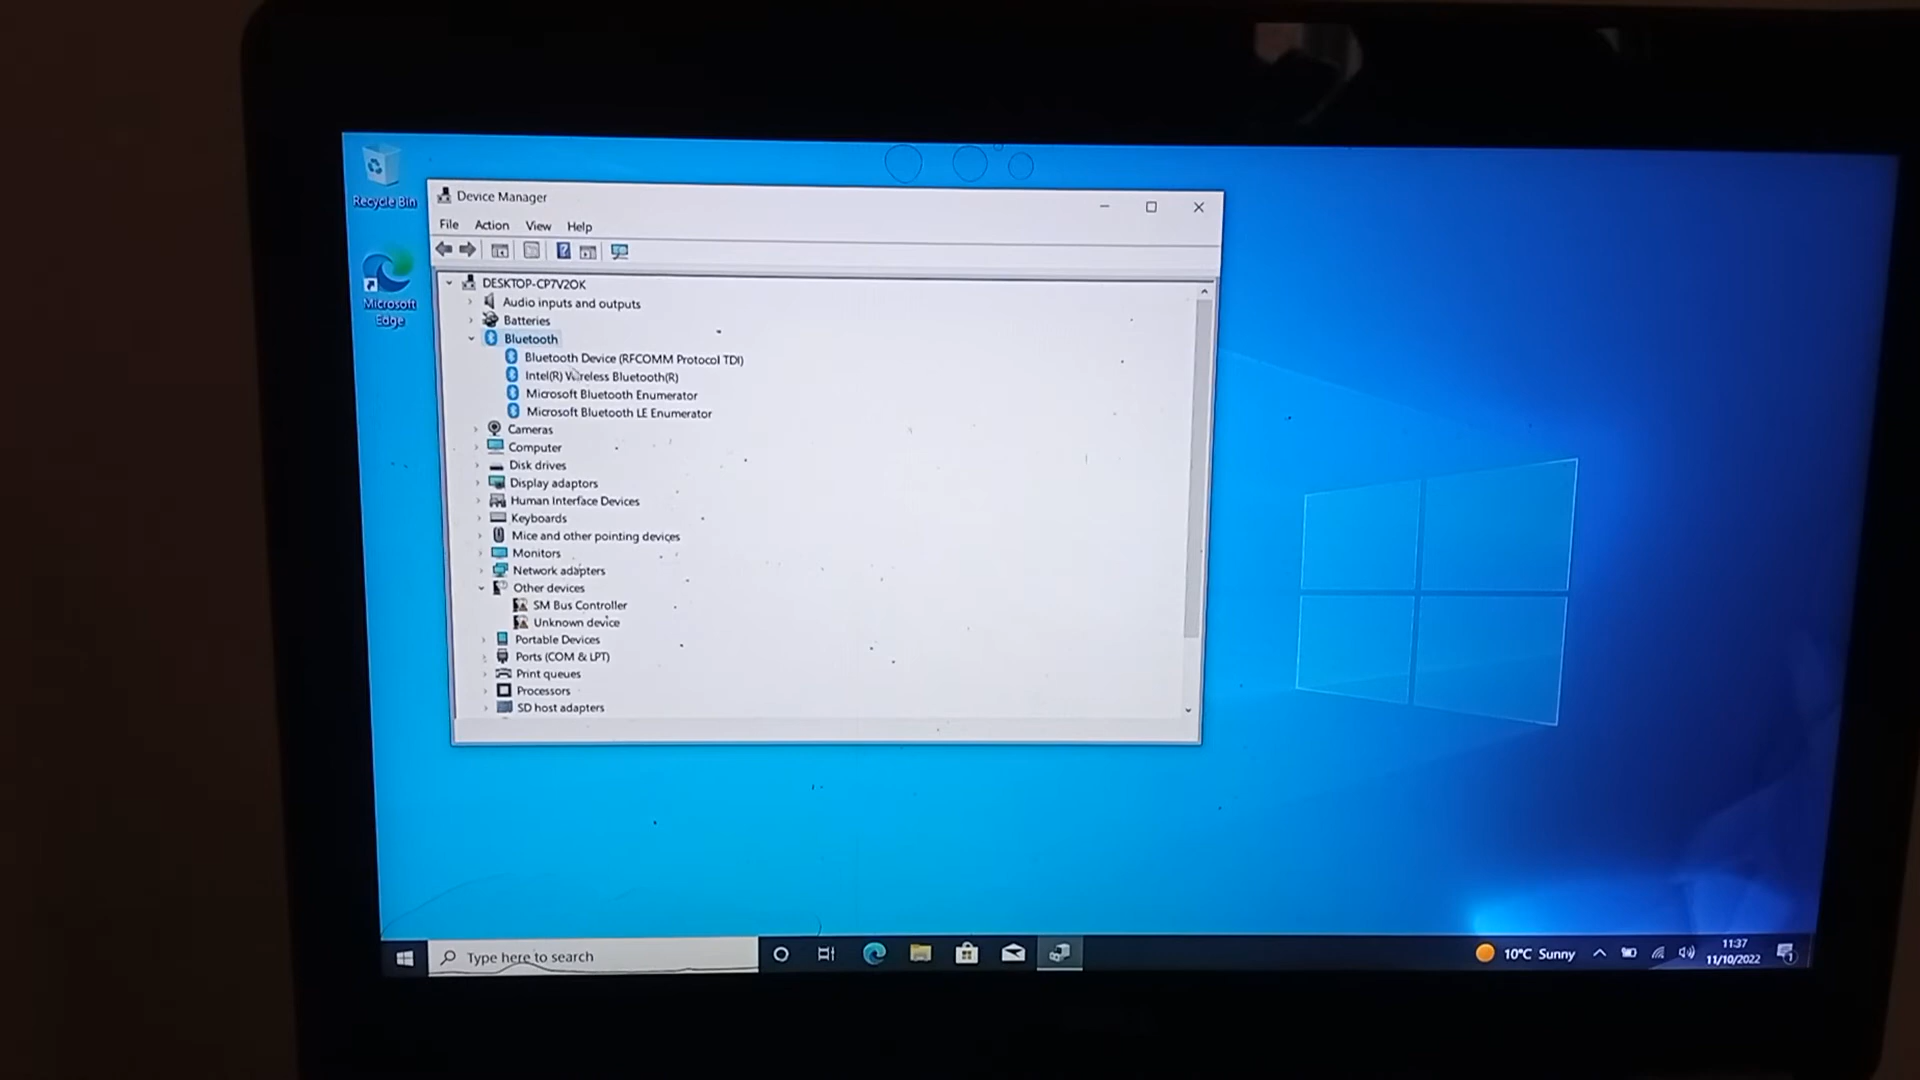 Recycle Bin
Microsoft
Edge
Device Manager
File Action View Help
DESKTOP-CP7V2OK
Audio inputs and outputs
Batteries
Bluetooth
Bluetooth Device (RFCOMM Protocol TDI)
Intel(R) Wireless Bluetooth(R)
Microsoft Bluetooth Enumerator
Microsoft Bluetooth LE Enumerator
Cameras
Computer
Disk drives
Display adaptors
Human Interface Devices
Keyboards
Mice and other pointing devices
Monitors
Network adapters
Other devices
SM Bus Controller
Unknown device
Portable Devices
Ports (COM & LPT)
Print queues
Processors
SD host adapters
Type here to search
10°C Sunny
11:37
11/10/2022
1